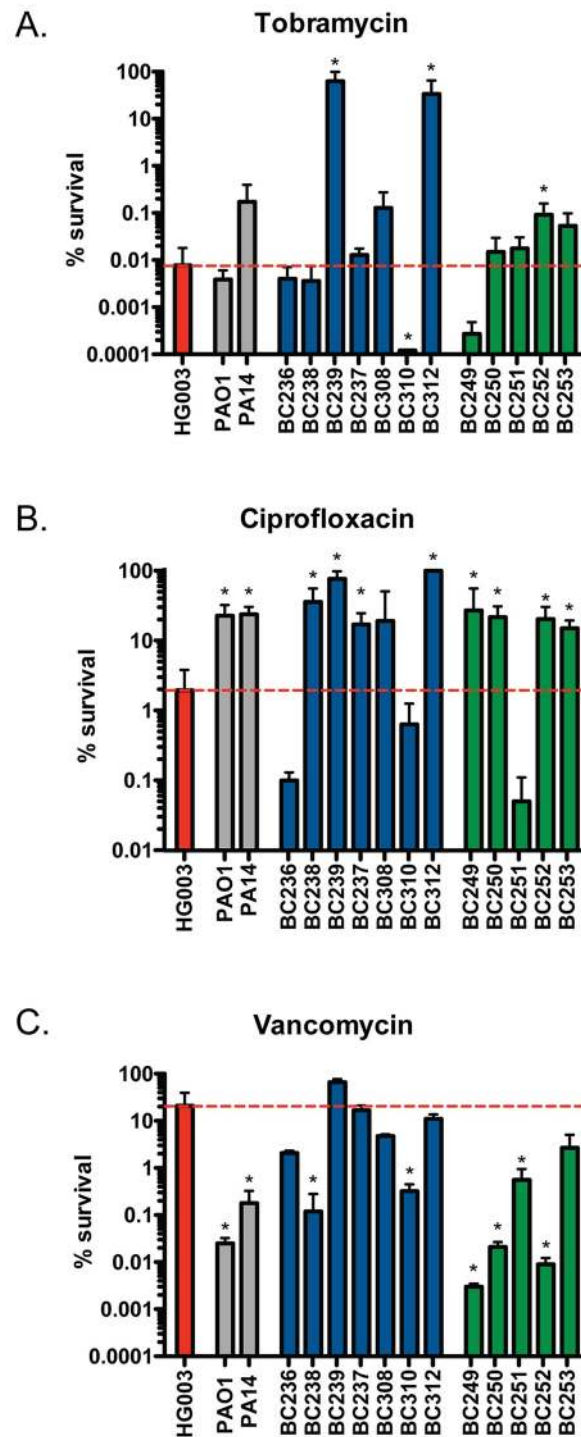 A.
Tobramycin
% survival
100
10
1
0.1
0.01
0.001
0.0001
* * * *
HG003 PAO1 PA14 BC236 BC238 BC239 BC237 BC308 BC310 BC312 BC249 BC250 BC251 BC252 BC253
B.
Ciprofloxacin
% survival
100
10
1
0.1
0.01
* * * * * * * * * *
HG003 PAO1 PA14 BC236 BC238 BC239 BC237 BC308 BC310 BC312 BC249 BC250 BC251 BC252 BC253
C.
Vancomycin
% survival
100
10
1
0.1
0.01
0.001
0.0001
* * * * * * * *
HG003 PAO1 PA14 BC236 BC238 BC239 BC237 BC308 BC310 BC312 BC249 BC250 BC251 BC252 BC253